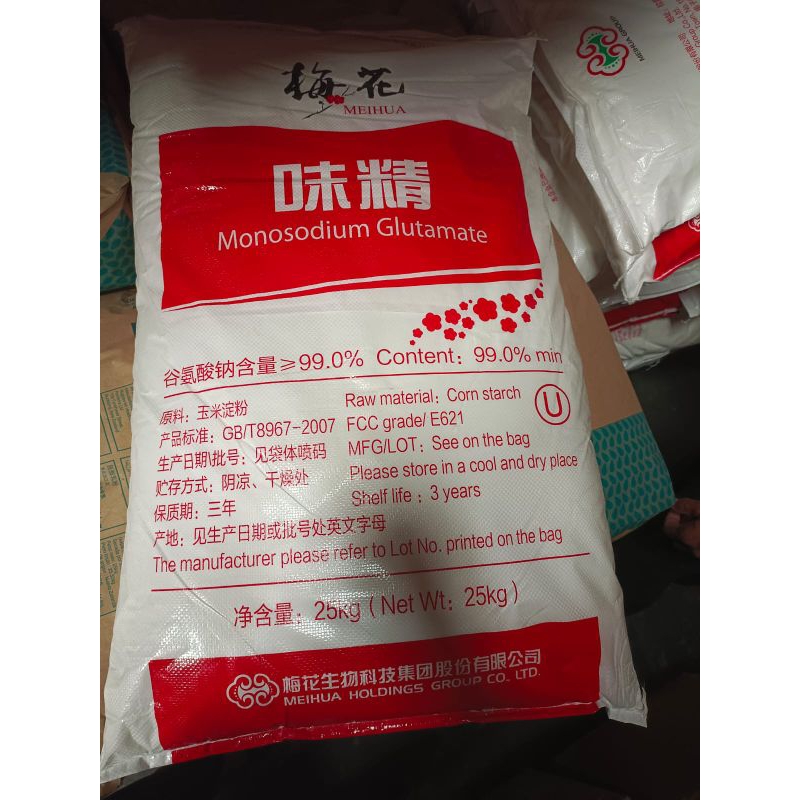 梅花
MEIHUA
味精
Monosodium Glutamate
谷氨酸钠含量≥99.0% Content: 99.0% min
原料: 玉米淀粉
产品标准: GB/T8967-2007
生产日期\批号: 见袋体喷码
贮存方式: 阴凉、干燥处
保质期: 三年
产地: 见生产日期或批号处英文字母
Raw material: Corn starch
FCC grade/ E621
MFG/LOT: See on the bag
Please store in a cool and dry place
Shelf life : 3 years
U
The manufacturer please refer to Lot No. printed on the bag
净含量: 25kg ( Net Wt: 25kg )
梅花生物科技集团股份有限公司
MEIHUA HOLDINGS GROUP CO., LTD.
MEIHUA GROUP